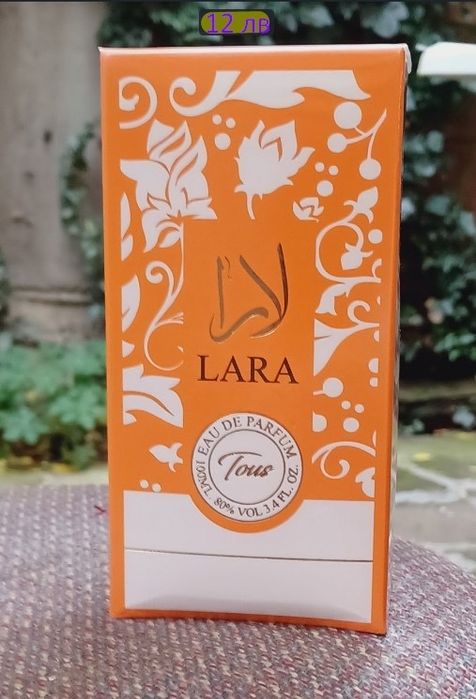 12 лв
لارا
LARA
EAU DE PARFUM
Tous
100ML 80% VOL 3.4 FL. OZ.